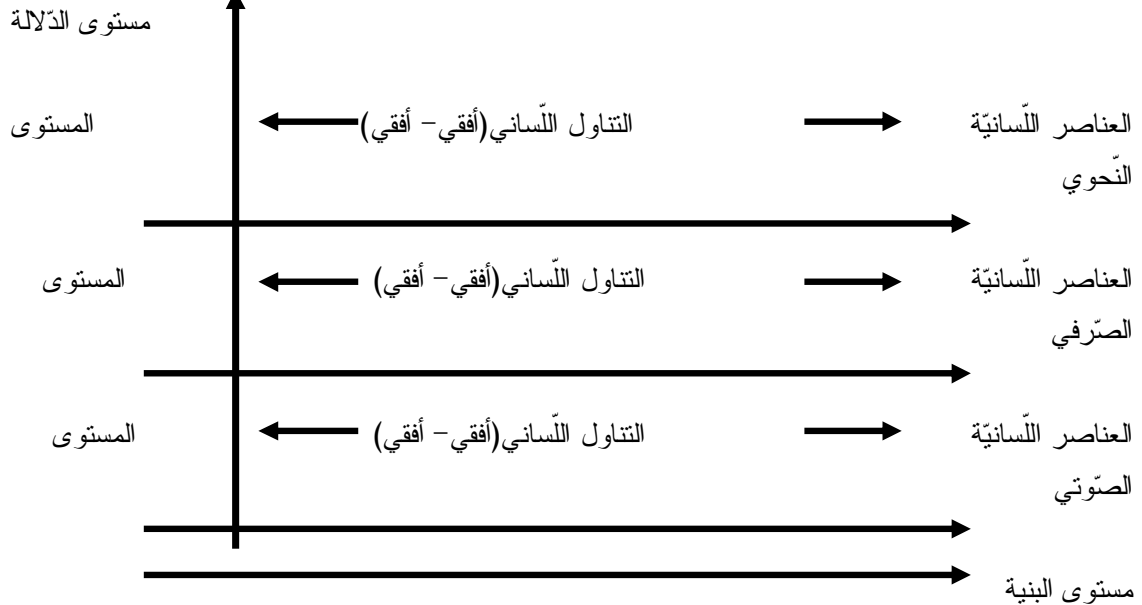 مستوى الدّلالة
العناصر اللّسانيّة التناول اللّساني(أفقي- أفقي) المستوى
النّحوي
العناصر اللّسانيّة التناول اللّساني(أفقي- أفقي) المستوى
الصّرفي
العناصر اللّسانيّة التناول اللّساني(أفقي- أفقي) المستوى
الصّوتي
مستوى البنية